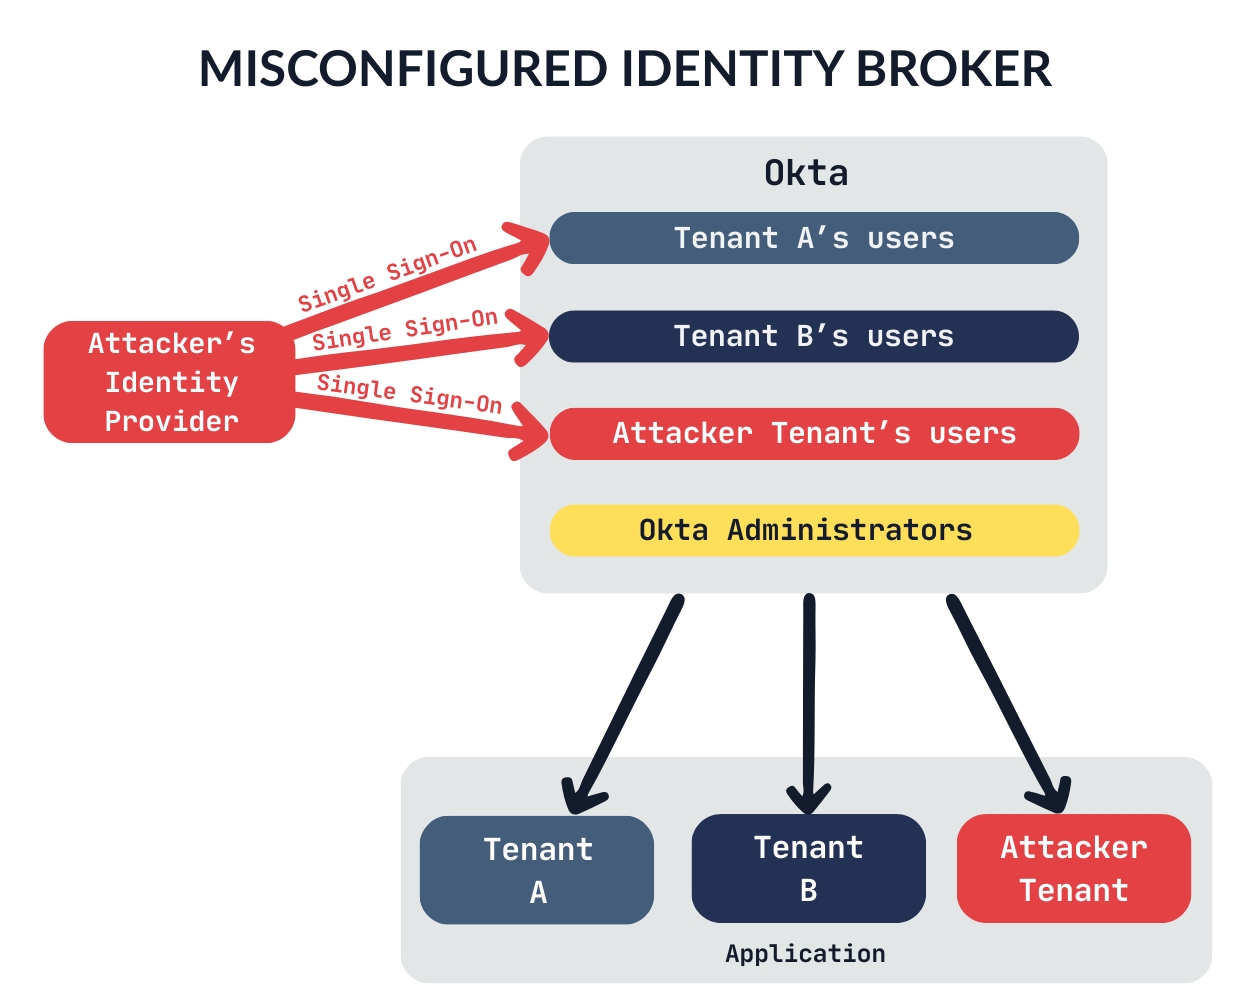 MISCONFIGURED IDENTITY BROKER
Okta
Tenant A’s users
Single Sign-On
Tenant B’s users
Single Sign-On
Attacker’s
Identity
Provider
Single Sign-On
Attacker Tenant’s users
Okta Administrators
Tenant
A
Tenant
B
Attacker
Tenant
Application